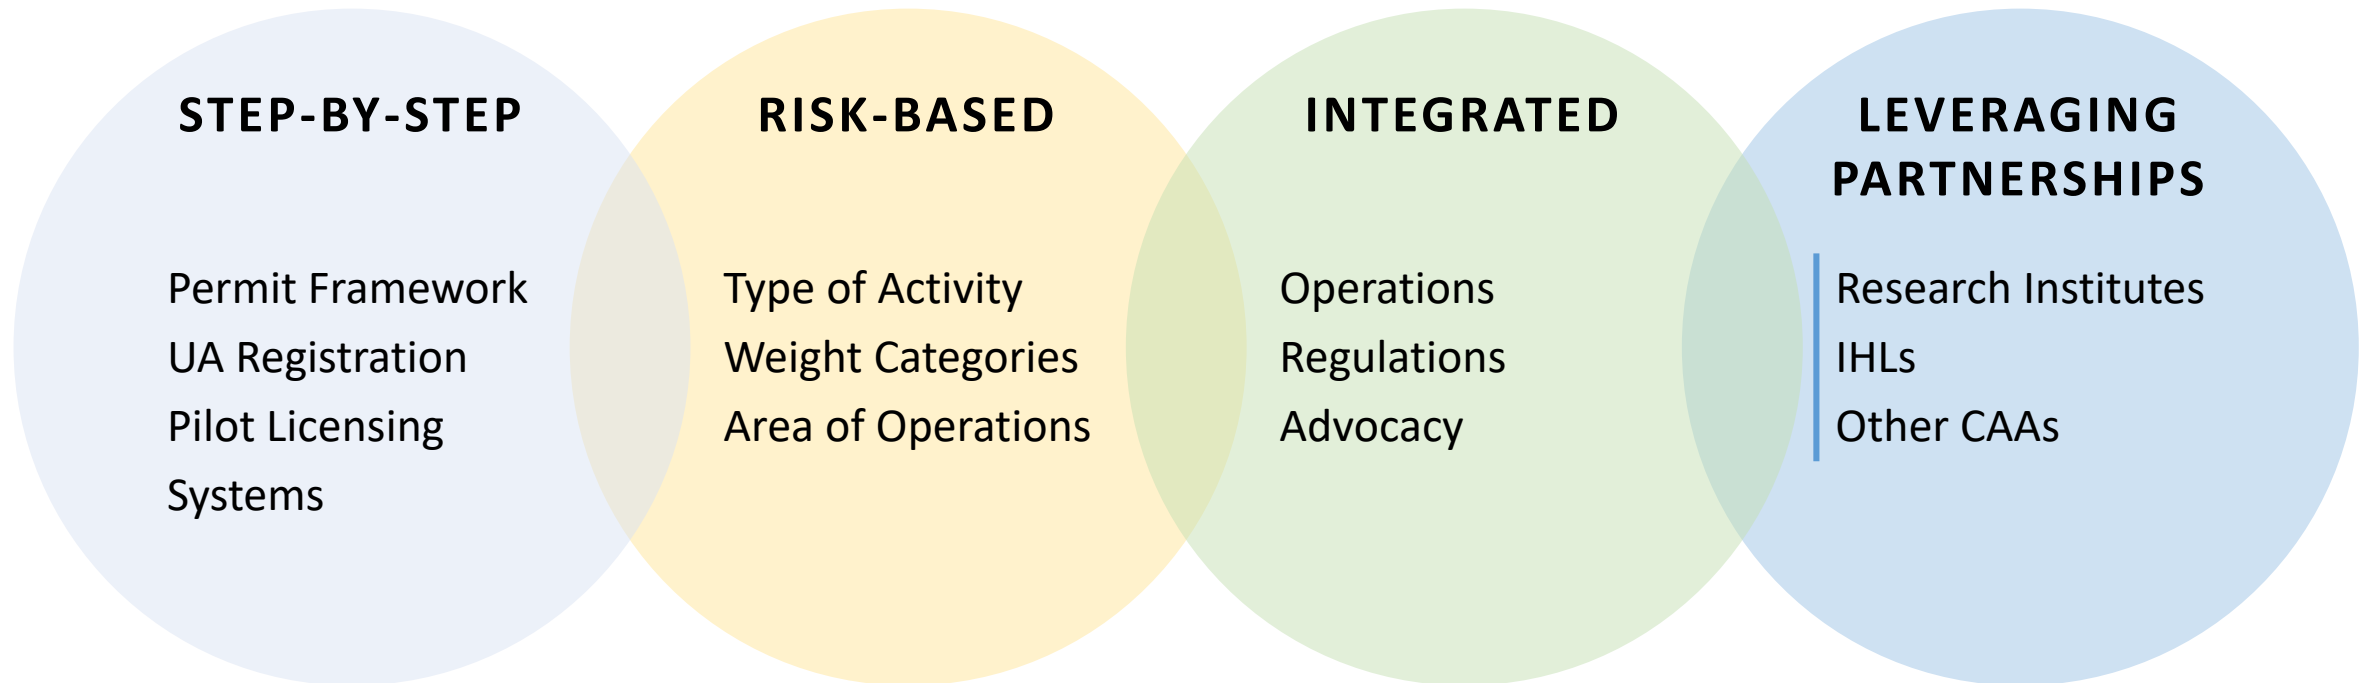 STEP-BY-STEP
Permit Framework
UA Registration
Pilot Licensing
Systems
RISK-BASED
Type of Activity
Weight Categories
Area of Operations
INTEGRATED
Operations
Regulations
Advocacy
LEVERAGING
PARTNERSHIPS
Research Institutes
IHLs
Other CAAs